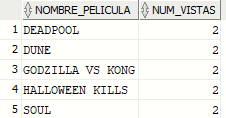 NOMBRE_PELICULA NUM_VISTAS
1 DEADPOOL 2
2 DUNE 2
3 GODZILLA VS KONG 2
4 HALLOWEEN KILLS 2
5 SOUL 2